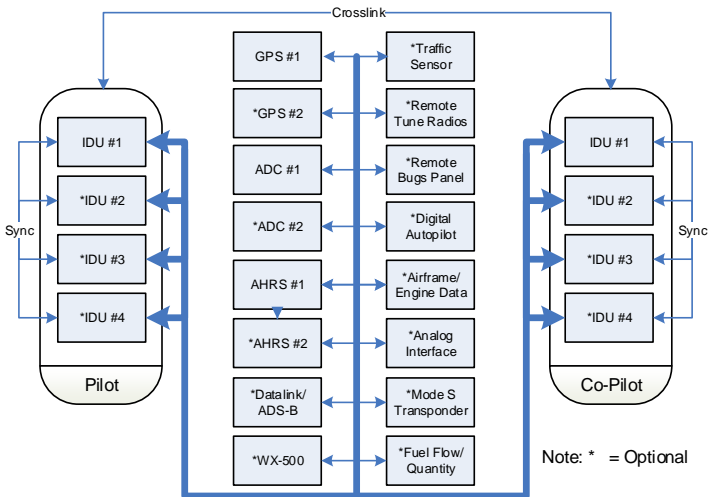 Crosslink
GPS #1
*Traffic
Sensor
*GPS #2
*Remote
Tune Radios
ADC #1
*Remote
Bugs Panel
*ADC #2
*Digital
Autopilot
AHRS #1
*Airframe/
Engine Data
*AHRS #2
*Analog
Interface
*Datalink/
ADS-B
*Mode S
Transponder
*WX-500
*Fuel Flow/
Quantity
IDU #1
*IDU #2
*IDU #3
*IDU #4
Sync
Pilot
IDU #1
*IDU #2
*IDU #3
*IDU #4
Sync
Co-Pilot
Note: * = Optional